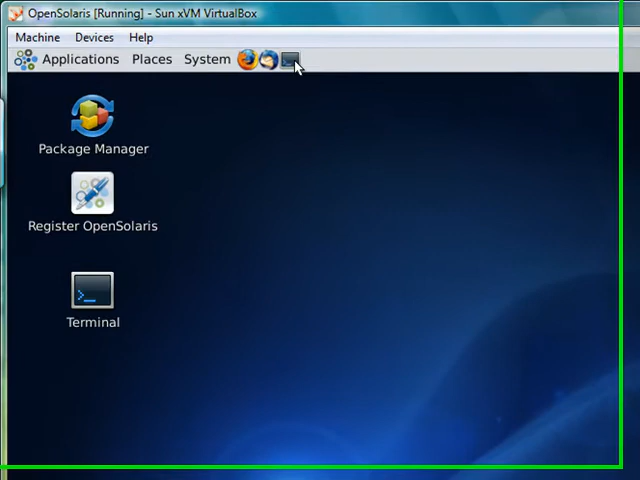 OpenSolaris [Running] - Sun xVM VirtualBox
Machine Devices Help
Applications Places System
Package Manager
Register OpenSolaris
>_
Terminal